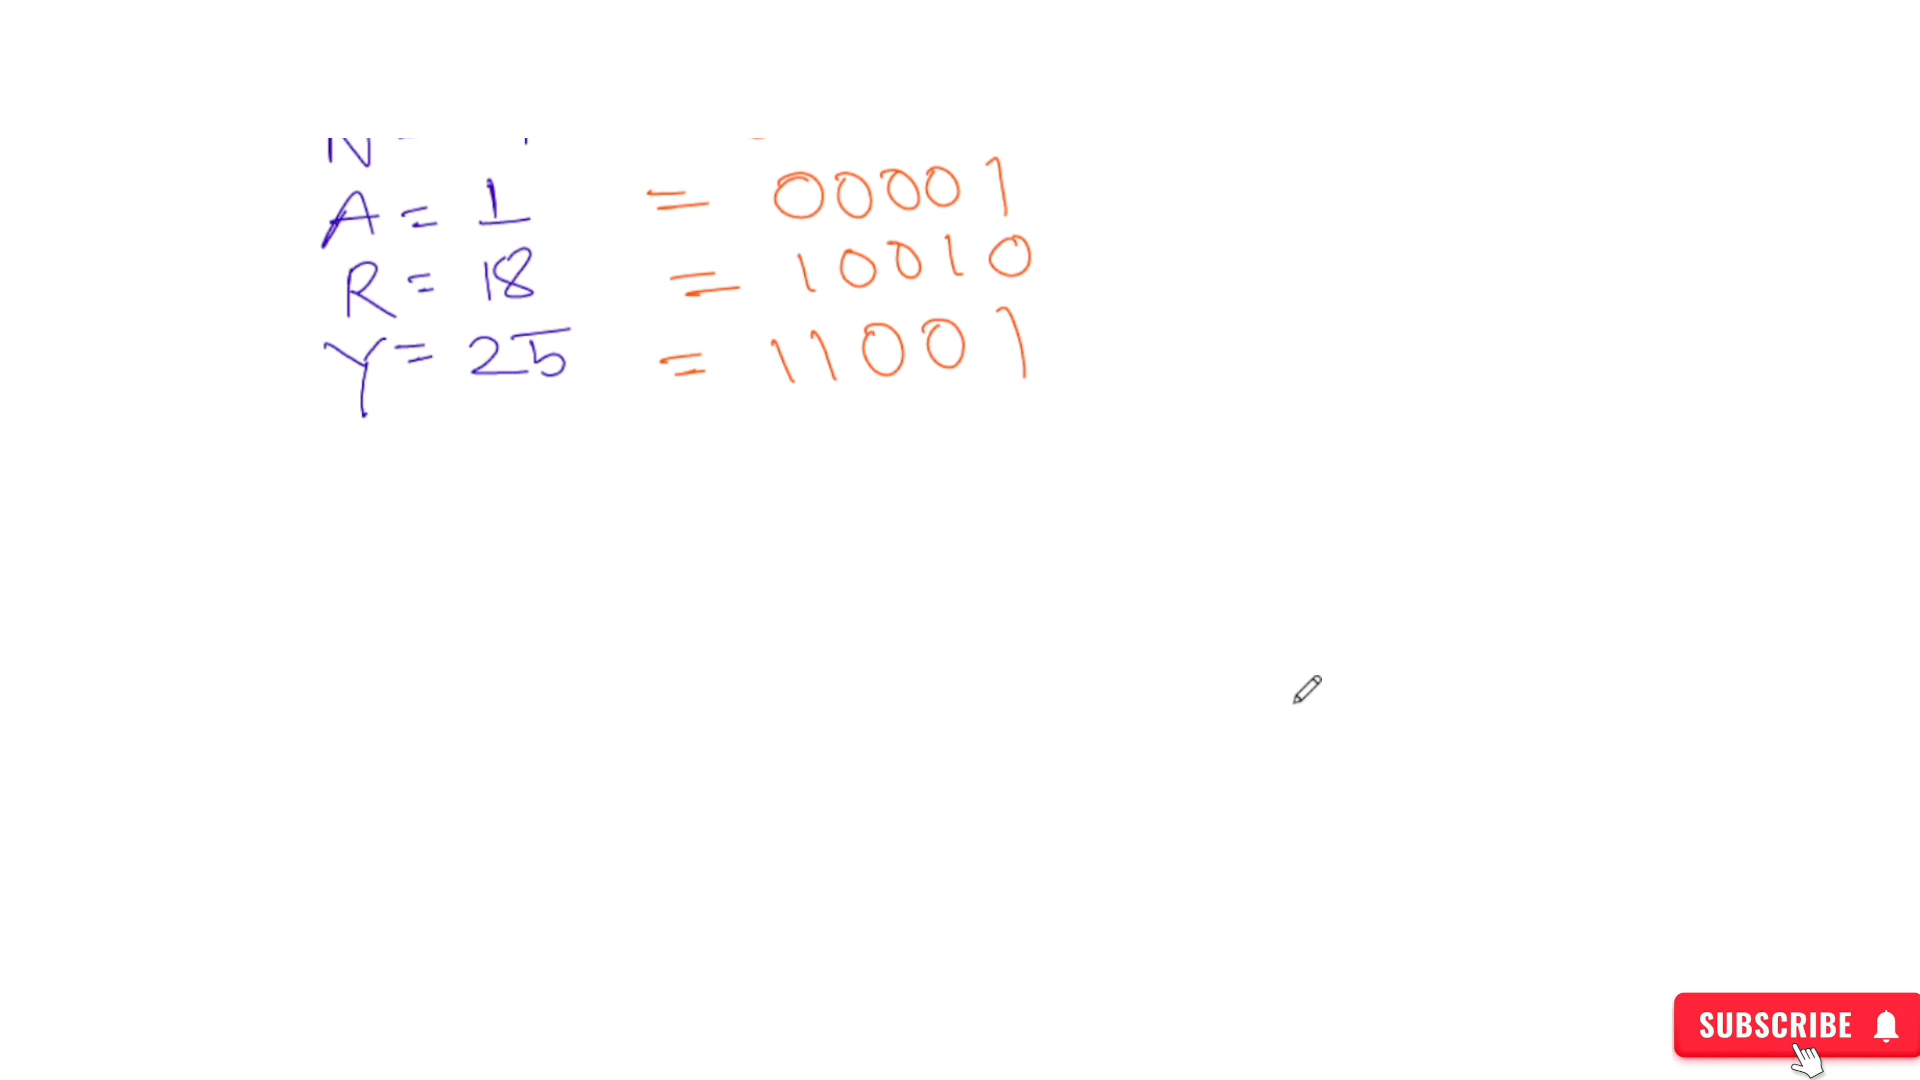 A = 1 = 00001
R = 18 = 10010
Y = 25 = 11001
SUBSCRIBE